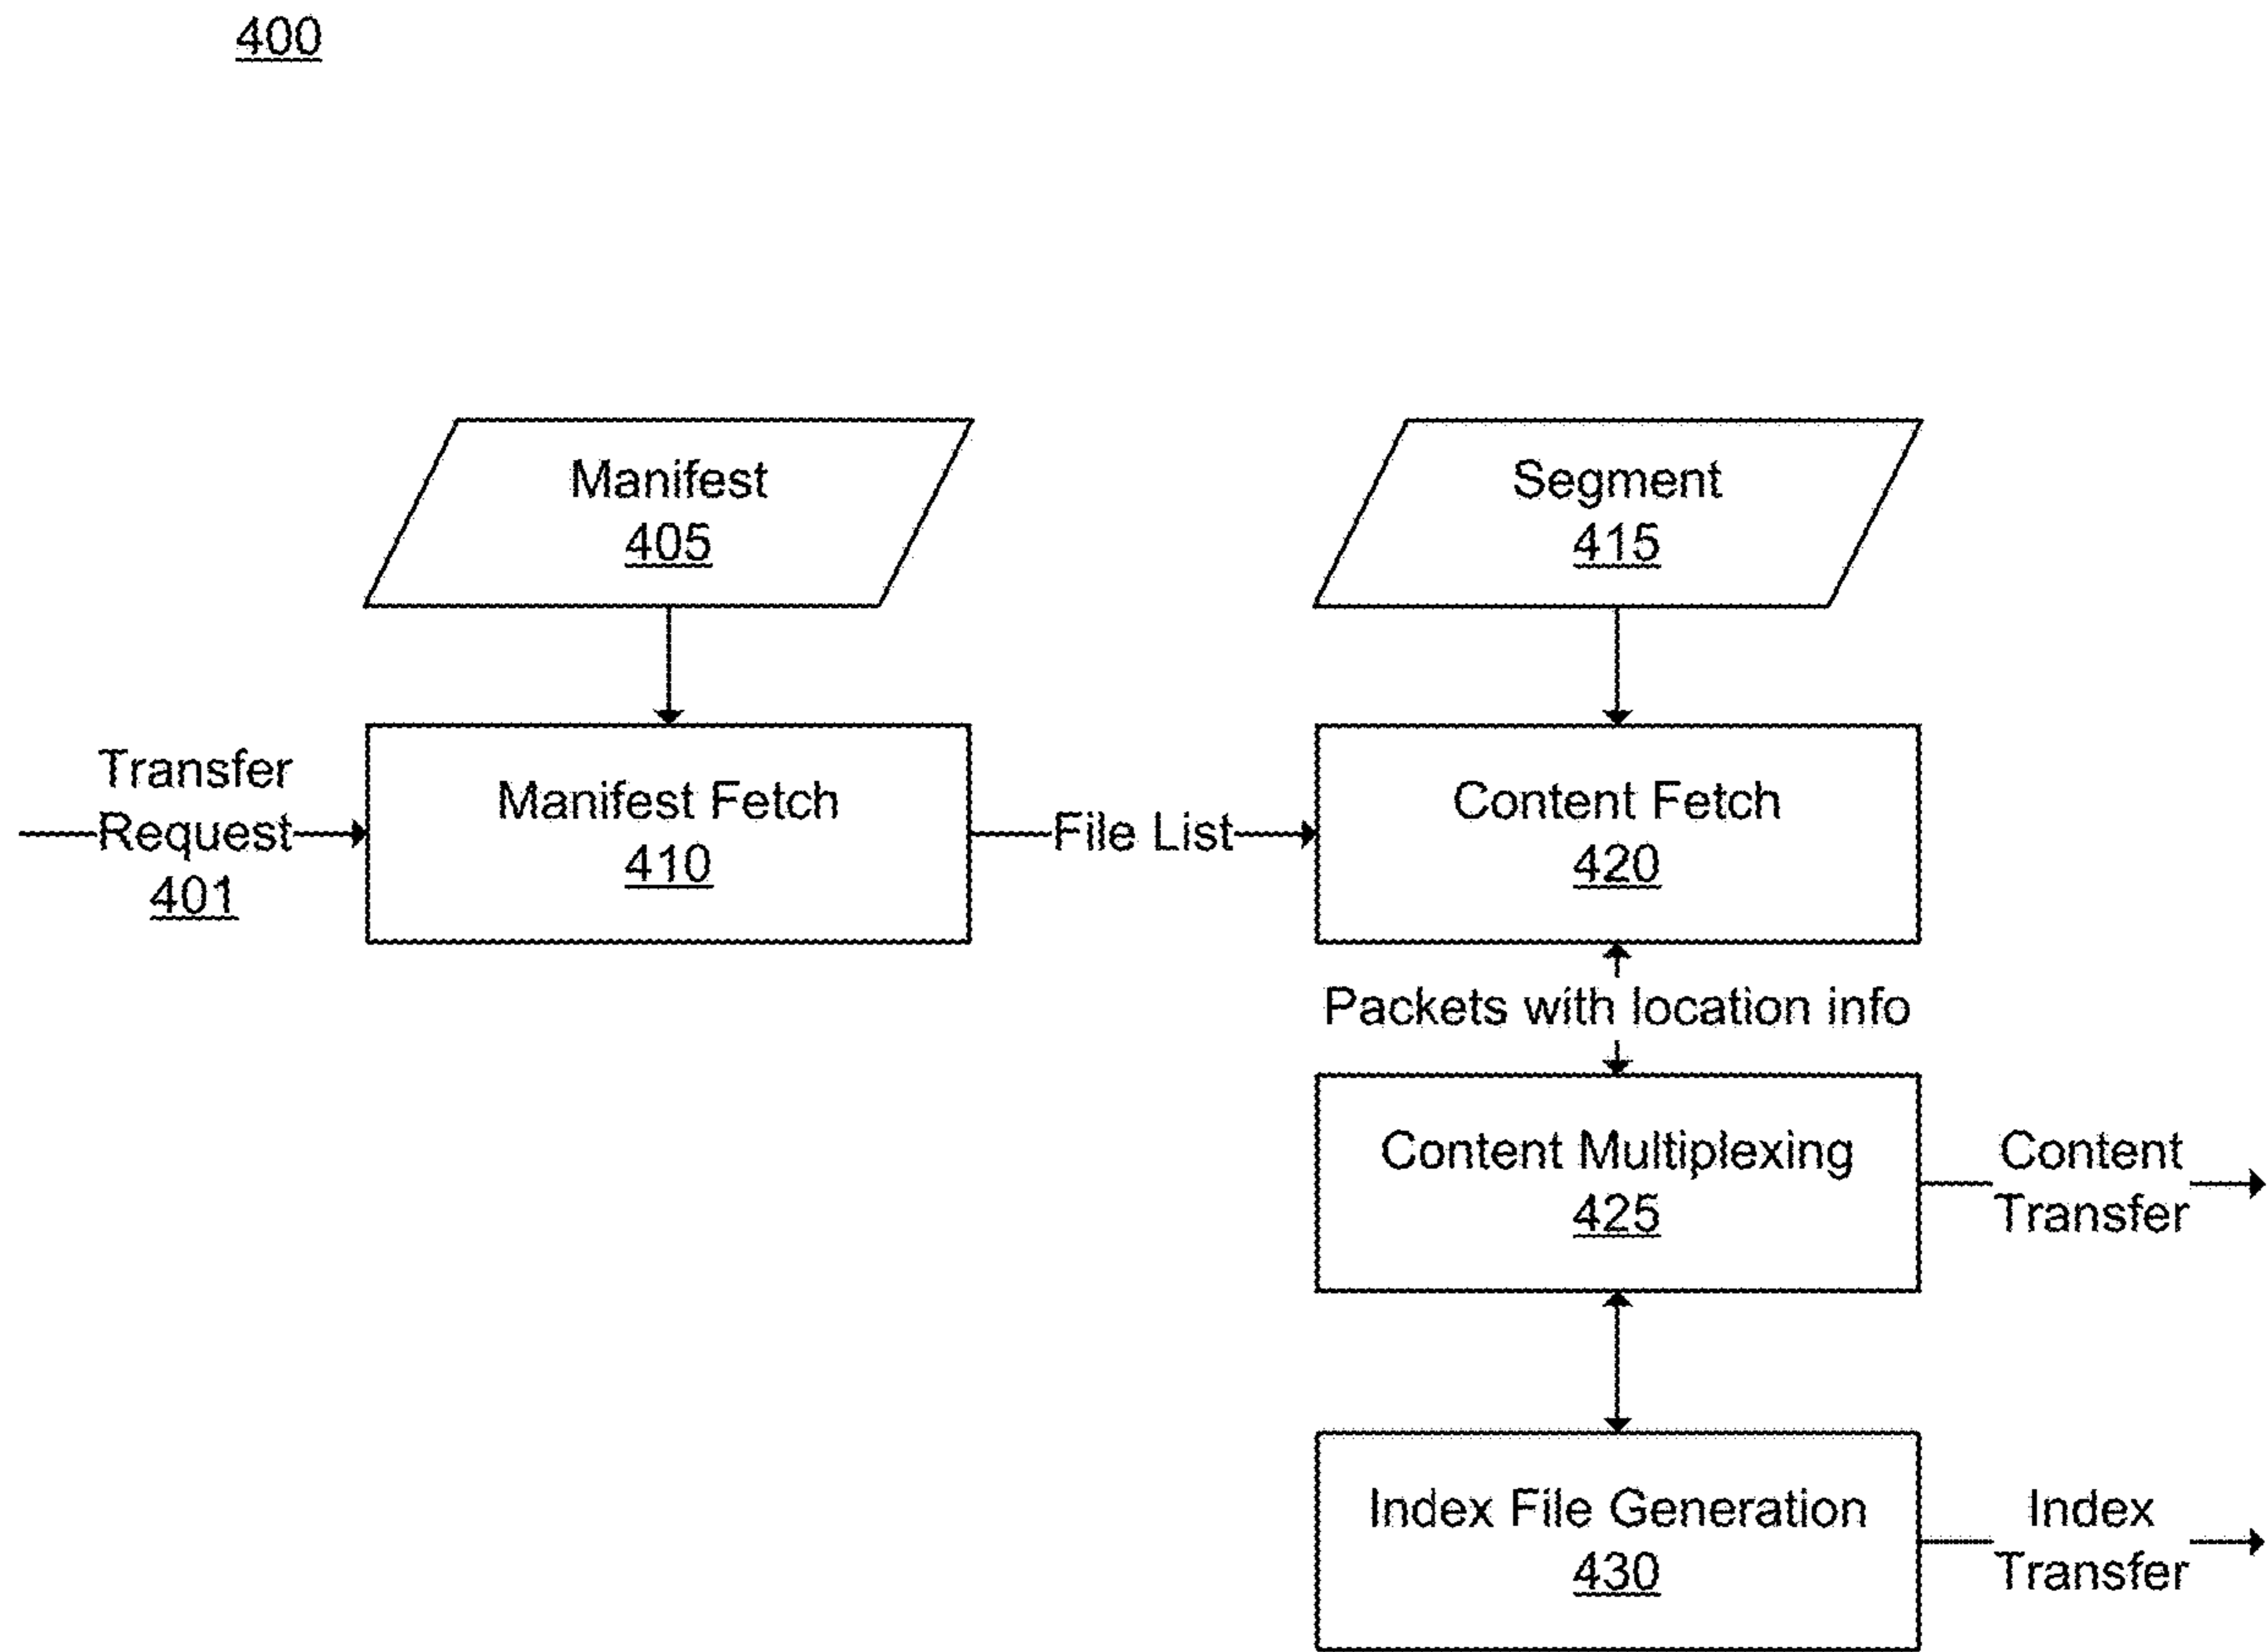 400
Manifest
405
Segment
415
Transfer
Request
401
Manifest Fetch
410
File List
Content Fetch
420
Packets with location info
Content Multiplexing
425
Content
Transfer
Index File Generation
430
Index
Transfer